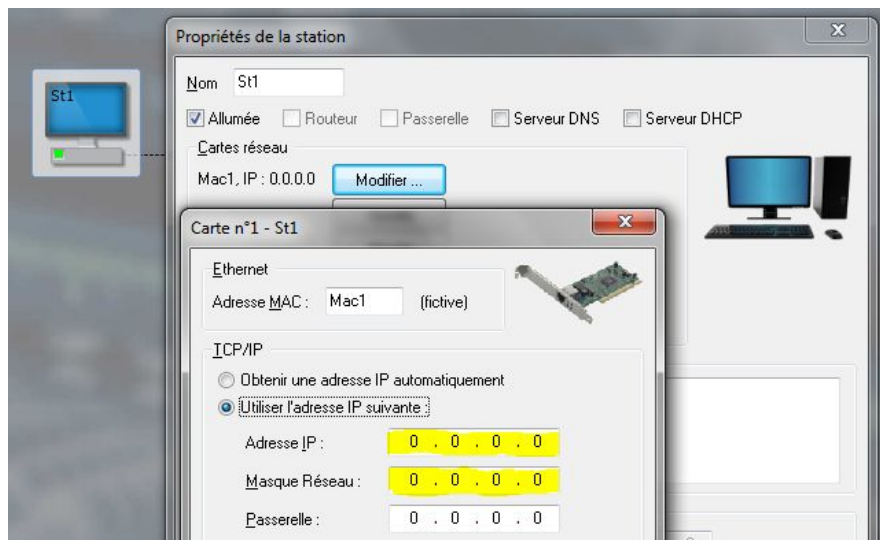 Propriétés de la station
St1
Nom St1
Allumée Routeur Passerelle Serveur DNS Serveur DHCP
Cartes réseau
Mac1, IP : 0.0.0.0 Modifier ...
Carte n°1 - St1
Ethernet
Adresse MAC : Mac1 (fictive)
TCP/IP
Obtenir une adresse IP automatiquement
Utiliser l'adresse IP suivante :
Adresse IP : 0 . 0 . 0 . 0
Masque Réseau : 0 . 0 . 0 . 0
Passerelle : 0 . 0 . 0 . 0